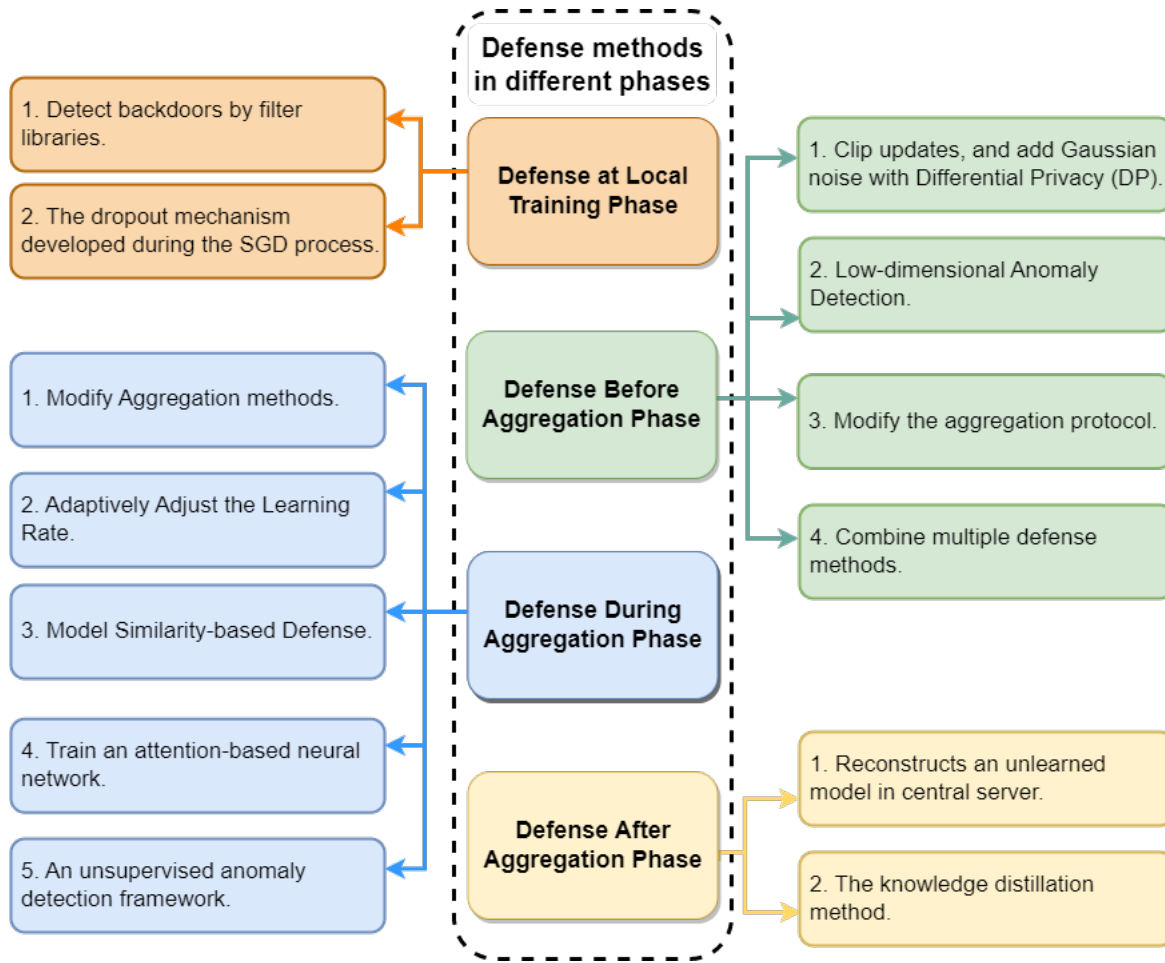 Defense methods
in different phases
Defense at Local
Training Phase
1. Detect backdoors by filter
libraries.
2. The dropout mechanism
developed during the SGD process.
Defense Before
Aggregation Phase
1. Clip updates, and add Gaussian
noise with Differential Privacy (DP).
2. Low-dimensional Anomaly
Detection.
3. Modify the aggregation protocol.
4. Combine multiple defense
methods.
Defense During
Aggregation Phase
1. Modify Aggregation methods.
2. Adaptively Adjust the Learning
Rate.
3. Model Similarity-based Defense.
4. Train an attention-based neural
network.
5. An unsupervised anomaly
detection framework.
Defense After
Aggregation Phase
1. Reconstructs an unlearned
model in central server.
2. The knowledge distillation
method.